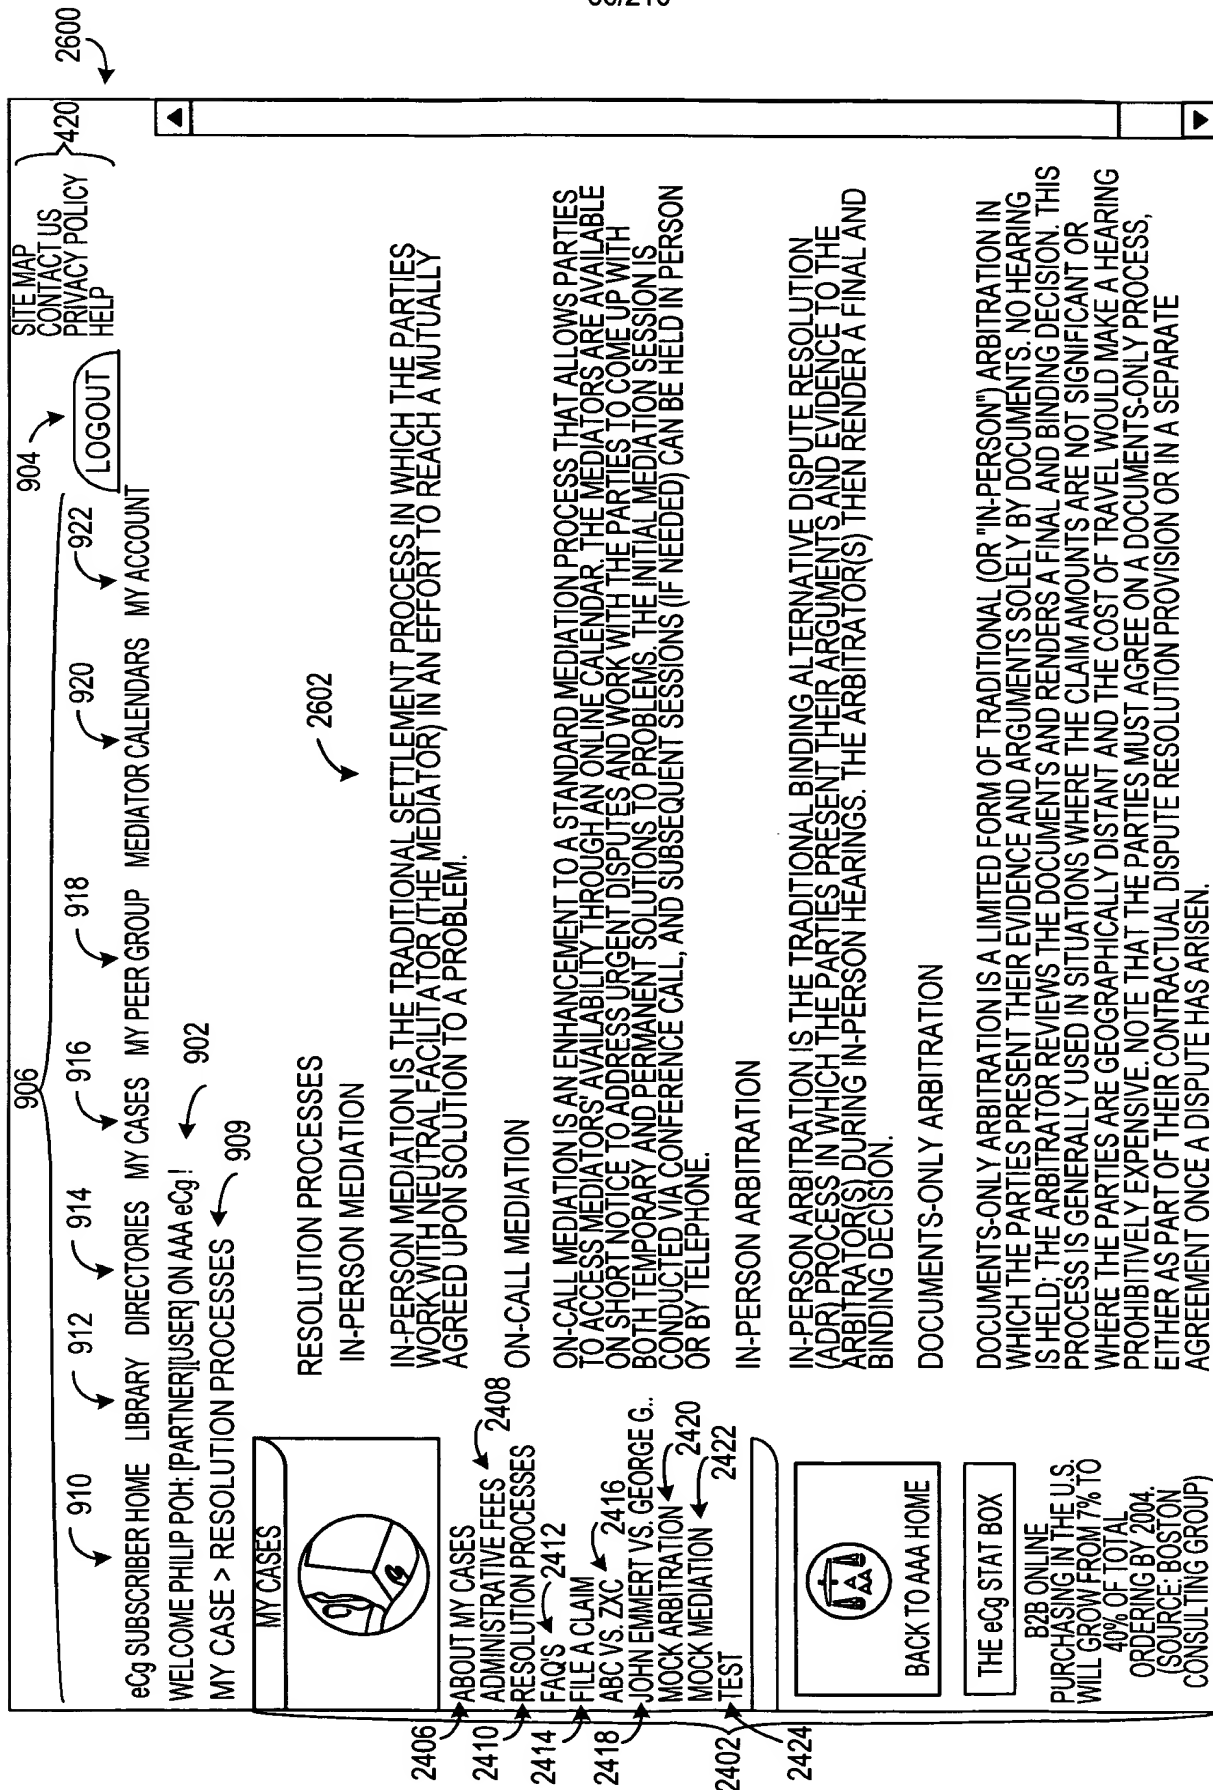 2600
420
SITE MAP
CONTACT US
PRIVACY POLICY
HELP
904
LOGOUT
906
910
912
914
916
918
920
922
eCg SUBSCRIBER HOME LIBRARY DIRECTORIES MY CASES MY PEER GROUP MEDIATOR CALENDARS MY ACCOUNT
WELCOME PHILIP POH: [PARTNER][USER] ON AAA eCg!
902
MY CASE > RESOLUTION PROCESSES
909
MY CASES
2406
ABOUT MY CASES
ADMINISTRATIVE FEES
2408
2410
RESOLUTION PROCESSES
FAQ'S
2412
2414
FILE A CLAIM
ABC VS. ZXC
2416
2418
JOHN EMMERT VS. GEORGE G..
MOCK ARBITRATION
2420
MOCK MEDIATION
2422
2402
TEST
2424
BACK TO AAA HOME
THE eCg STAT BOX
B2B ONLINE
PURCHASING IN THE U.S.
WILL GROW FROM 7% TO
40% OF TOTAL
ORDERING BY 2004.
(SOURCE: BOSTON
CONSULTING GROUP)
RESOLUTION PROCESSES
2602
IN-PERSON MEDIATION
IN-PERSON MEDIATION IS THE TRADITIONAL SETTLEMENT PROCESS IN WHICH THE PARTIES
WORK WITH NEUTRAL FACILITATOR (THE MEDIATOR) IN AN EFFORT TO REACH A MUTUALLY
AGREED UPON SOLUTION TO A PROBLEM.
ON-CALL MEDIATION
ON-CALL MEDIATION IS AN ENHANCEMENT TO A STANDARD MEDIATION PROCESS THAT ALLOWS PARTIES
TO ACCESS MEDIATORS' AVAILABILITY THROUGH AN ONLINE CALENDAR. THE MEDIATORS ARE AVAILABLE
ON SHORT NOTICE TO ADDRESS URGENT DISPUTES AND WORK WITH THE PARTIES TO COME UP WITH
BOTH TEMPORARY AND PERMANENT SOLUTIONS TO PROBLEMS. THE INITIAL MEDIATION SESSION IS
CONDUCTED VIA CONFERENCE CALL, AND SUBSEQUENT SESSIONS (IF NEEDED) CAN BE HELD IN PERSON
OR BY TELEPHONE.
IN-PERSON ARBITRATION
IN-PERSON ARBITRATION IS THE TRADITIONAL BINDING ALTERNATIVE DISPUTE RESOLUTION
(ADR) PROCESS IN WHICH THE PARTIES PRESENT THEIR ARGUMENTS AND EVIDENCE TO THE
ARBITRATOR(S) DURING IN-PERSON HEARINGS. THE ARBITRATOR(S) THEN RENDER A FINAL AND
BINDING DECISION.
DOCUMENTS-ONLY ARBITRATION
DOCUMENTS-ONLY ARBITRATION IS A LIMITED FORM OF TRADITIONAL (OR "IN-PERSON") ARBITRATION IN
WHICH THE PARTIES PRESENT THEIR EVIDENCE AND ARGUMENTS SOLELY BY DOCUMENTS. NO HEARING
IS HELD; THE ARBITRATOR REVIEWS THE DOCUMENTS AND RENDERS A FINAL AND BINDING DECISION. THIS
PROCESS IS GENERALLY USED IN SITUATIONS WHERE THE CLAIM AMOUNTS ARE NOT SIGNIFICANT OR
WHERE THE PARTIES ARE GEOGRAPHICALLY DISTANT AND THE COST OF TRAVEL WOULD MAKE A HEARING
PROHIBITIVELY EXPENSIVE. NOTE THAT THE PARTIES MUST AGREE ON A DOCUMENTS-ONLY PROCESS,
EITHER AS PART OF THEIR CONTRACTUAL DISPUTE RESOLUTION PROVISION OR IN A SEPARATE
AGREEMENT ONCE A DISPUTE HAS ARISEN.